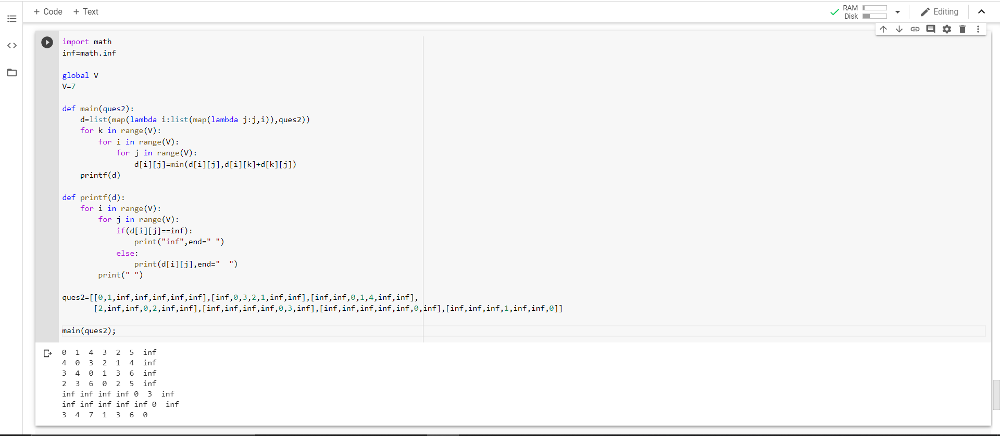 + Code + Text
RAM
Disk
Editing
import math
inf=math.inf
global V
V=7
def main(ques2):
    d=list(map(lambda i:list(map(lambda j:j,i)),ques2))
    for k in range(V):
        for i in range(V):
            for j in range(V):
                d[i][j]=min(d[i][j],d[i][k]+d[k][j])
    printf(d)
def printf(d):
    for i in range(V):
        for j in range(V):
            if(d[i][j]==inf):
                print("inf",end=" ")
            else:
                print(d[i][j],end="  ")
        print(" ")
ques2=[[0,1,inf,inf,inf,inf,inf],[inf,0,3,2,1,inf,inf],[inf,inf,0,1,4,inf,inf],
       [2,inf,inf,0,2,inf,inf],[inf,inf,inf,inf,0,3,inf],[inf,inf,inf,inf,inf,0,inf],[inf,inf,inf,1,inf,inf,0]]
main(ques2);
0  1  4  3  2  5  inf
4  0  3  2  1  4  inf
3  4  0  1  3  6  inf
2  3  6  0  2  5  inf
inf inf inf inf 0  3  inf
inf inf inf inf inf 0  inf
3  4  7  1  3  6  0